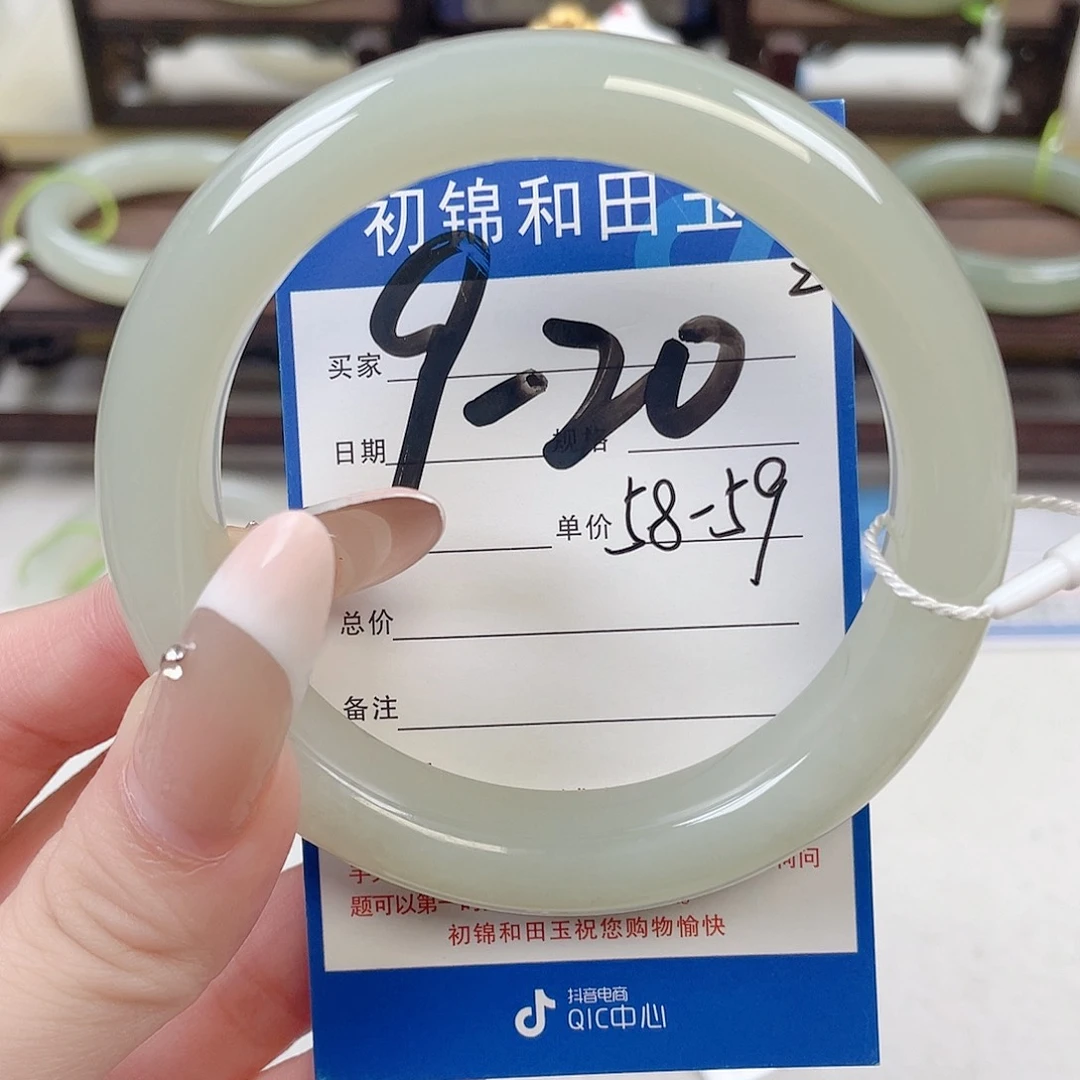 初锦和田玉
买家
9-20
日期 规格
单价 58-59
总价
备注
题可以第一
初锦和田玉祝您购物愉快
抖音电商
QIC中心